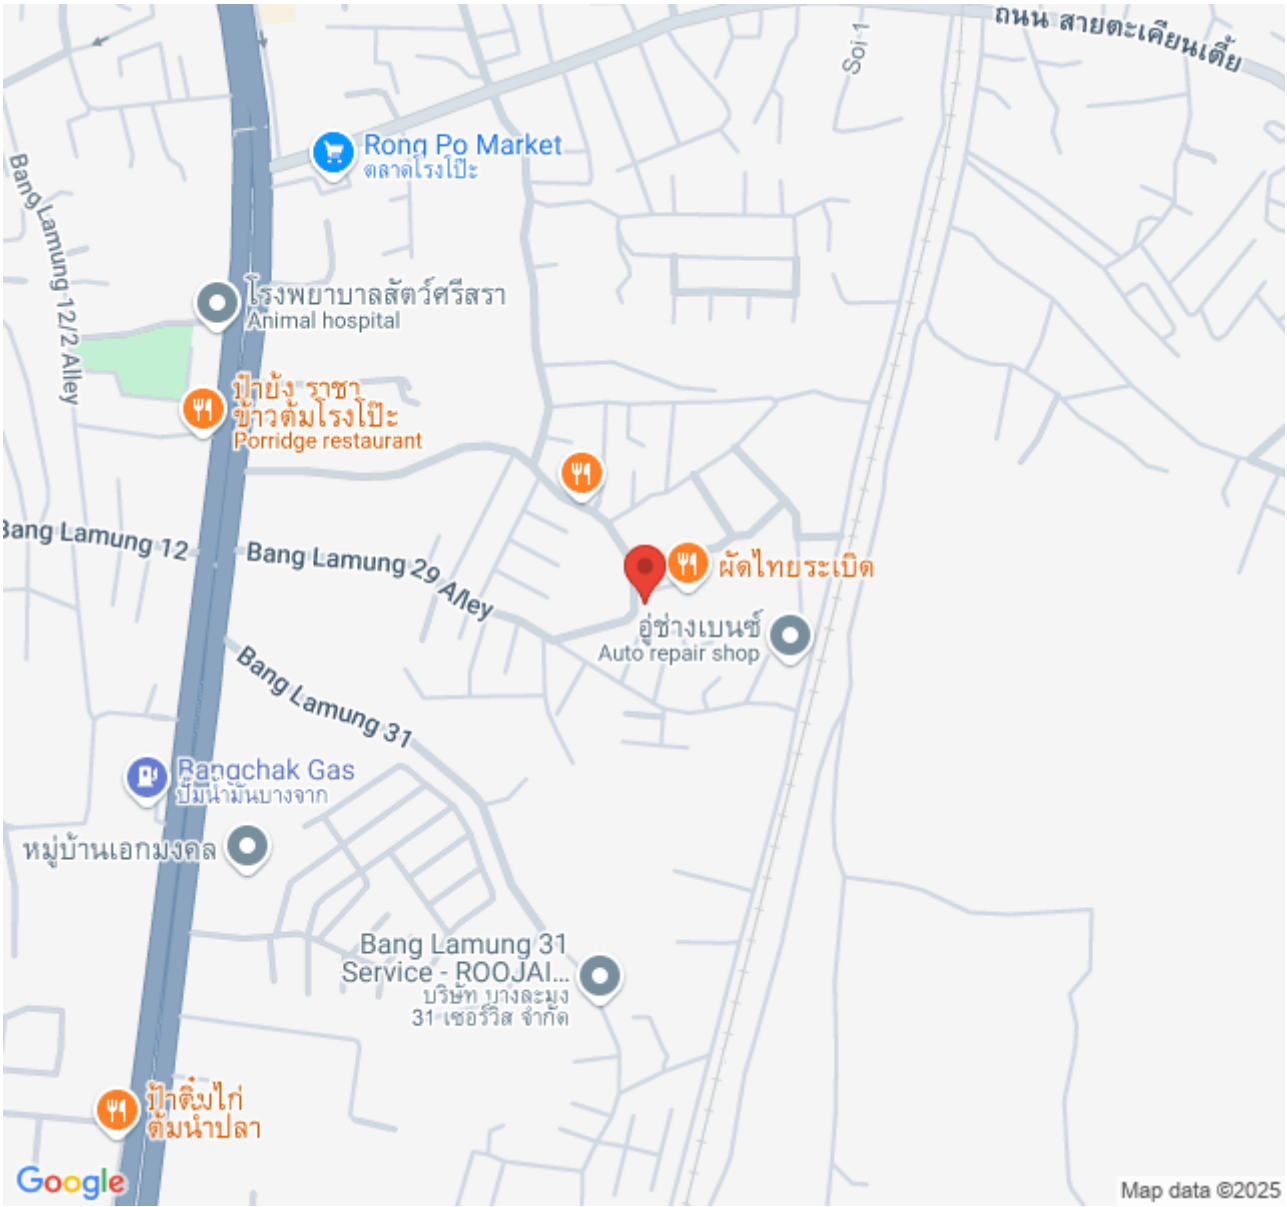 ถนน สายตะเคียนเตี้ย
Soi 1
Rong Po Market
ตลาดโรงโป๊ะ
Bang Lamung 12/2 Alley
โรงพยาบาลสัตว์ศรีสรา
Animal hospital
ป๋ายัง ราชา
ข้าวต้มโรงโป๊ะ
Porridge restaurant
Bang Lamung 12
Bang Lamung 29 Alley
ผัดไทยระเบิด
อู่ช่างเบนซ์
Auto repair shop
Bang Lamung 31
Bangchak Gas
ปั๊มน้ำมันบางจาก
หมู่บ้านเอกมงคล
Bang Lamung 31
Service - ROOJAI...
บริษัท บางละมุง
31 เซอร์วิส จำกัด
ป้าติ๋มไก่
ต้มน้ำปลา
Google
Map data ©2025